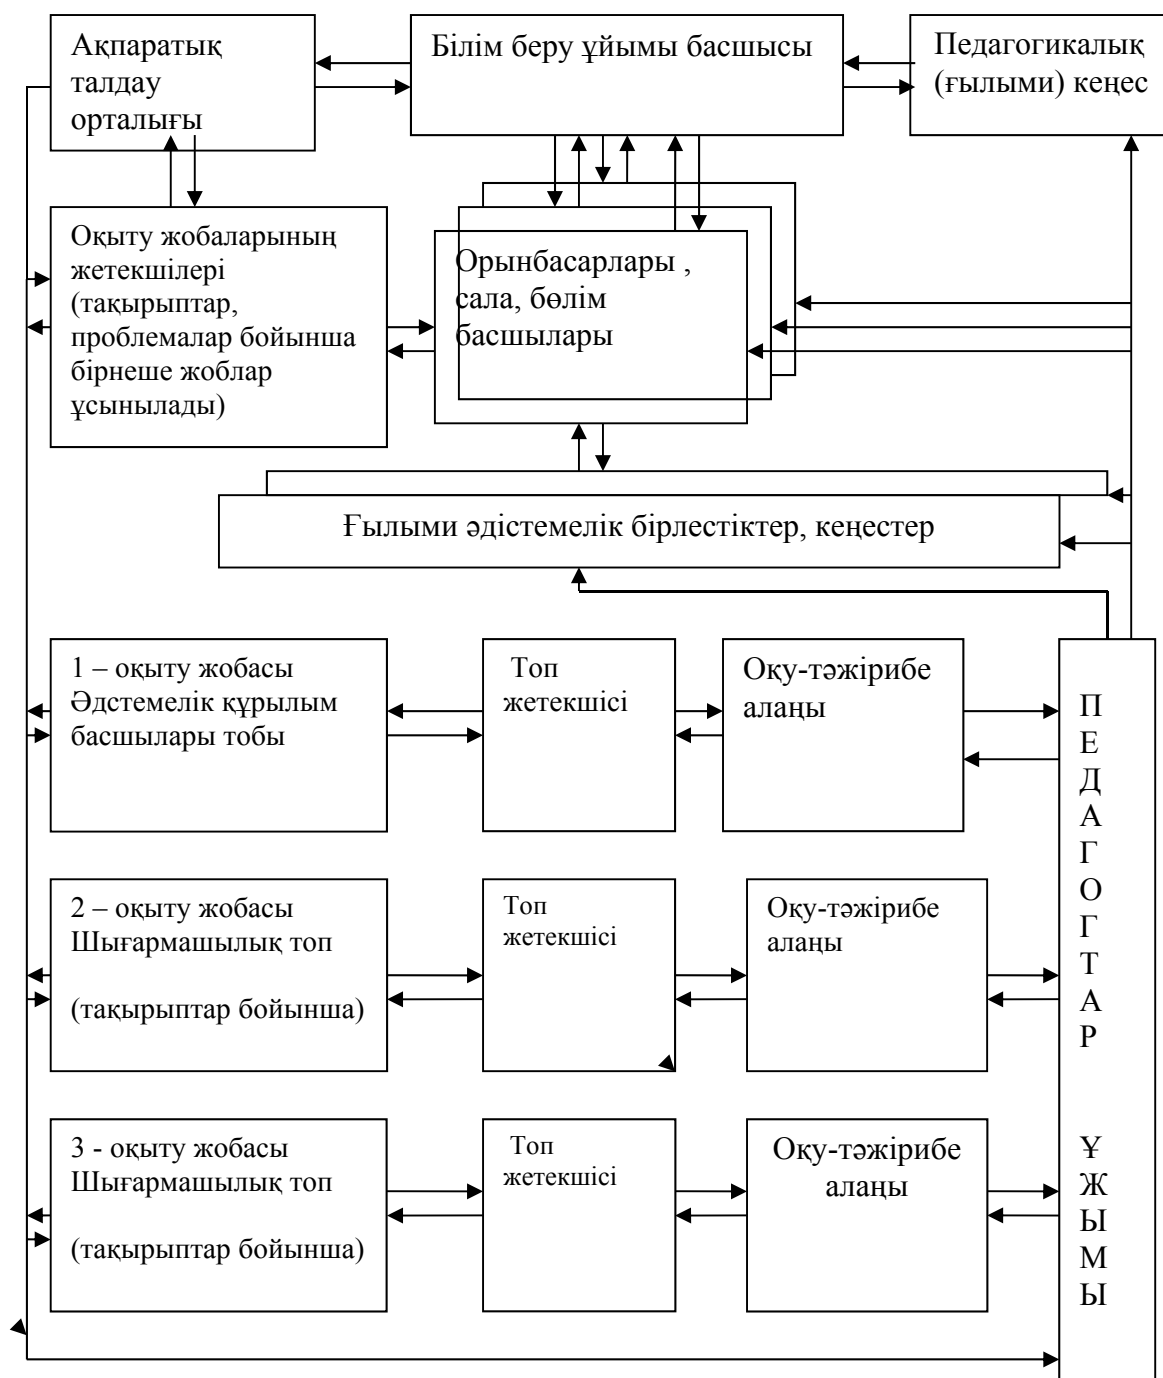 Ақпаратық
талдау
орталығы
Білім беру ұйымы басшысы
Педагогикалық
(ғылыми) кеңес
Оқыту жобаларының
жетекшілері
(тақырыптар,
проблемалар бойынша
бірнеше жоблар
ұсынылады)
Орынбасарлары ,
сала, бөлім
басшылары
Ғылыми әдістемелік бірлестіктер, кеңестер
1 – оқыту жобасы
Әдстемелік құрылым
басшылары тобы
Топ
жетекшісі
Оқу-тәжірибе
алаңы
2 – оқыту жобасы
Шығармашылық топ
(тақырыптар бойынша)
Топ
жетекшісі
Оқу-тәжірибе
алаңы
3 - оқыту жобасы
Шығармашылық топ
(тақырыптар бойынша)
Топ
жетекшісі
Оқу-тәжірибе
алаңы
П
Е
Д
А
Г
О
Г
Т
А
Р
Ұ
Ж
Ы
М
Ы